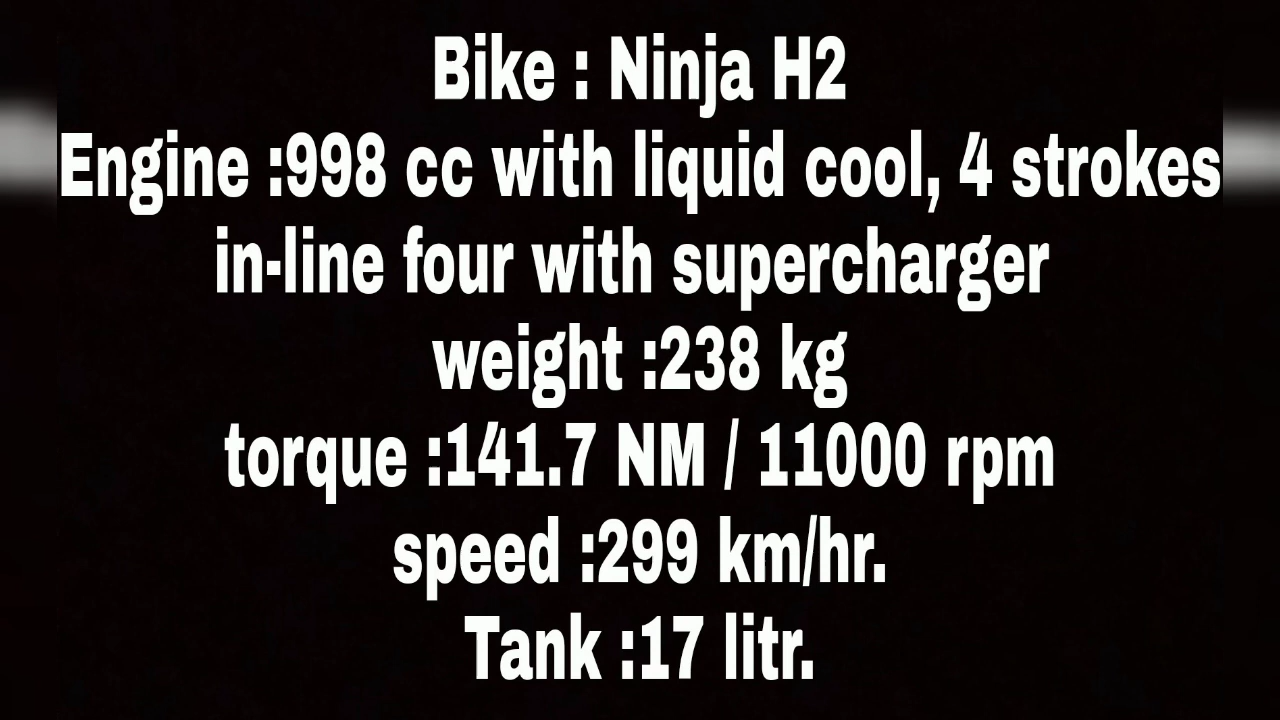 Bike : Ninja H2
Engine :998 cc with liquid cool, 4 strokes
in-line four with supercharger
weight :238 kg
torque :141.7 NM / 11000 rpm
speed :299 km/hr.
Tank :17 litr.